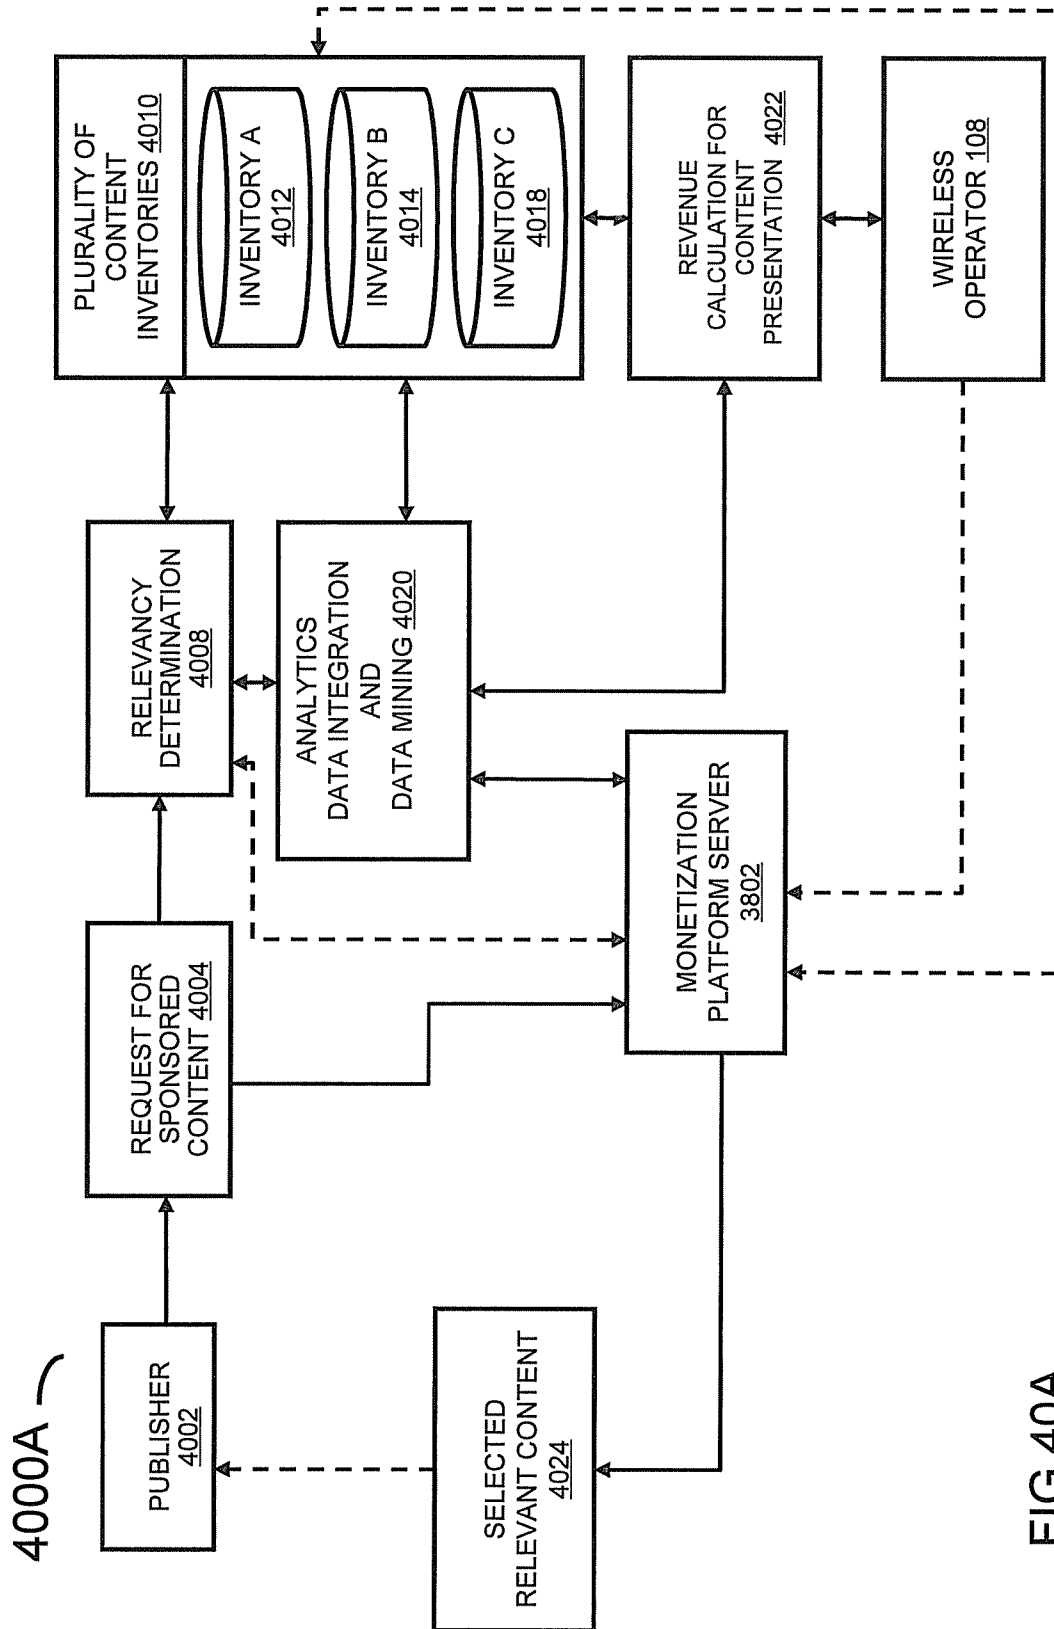 4000A
PUBLISHER
4002
REQUEST FOR
SPONSORED
CONTENT 4004
RELEVANCY
DETERMINATION
4008
PLURALITY OF
CONTENT
INVENTORIES 4010
INVENTORY A
4012
INVENTORY B
4014
INVENTORY C
4018
ANALYTICS
DATA INTEGRATION
AND
DATA MINING 4020
SELECTED
RELEVANT CONTENT
4024
MONETIZATION
PLATFORM SERVER
3802
REVENUE
CALCULATION FOR
CONTENT
PRESENTATION 4022
WIRELESS
OPERATOR 108
FIG.40A